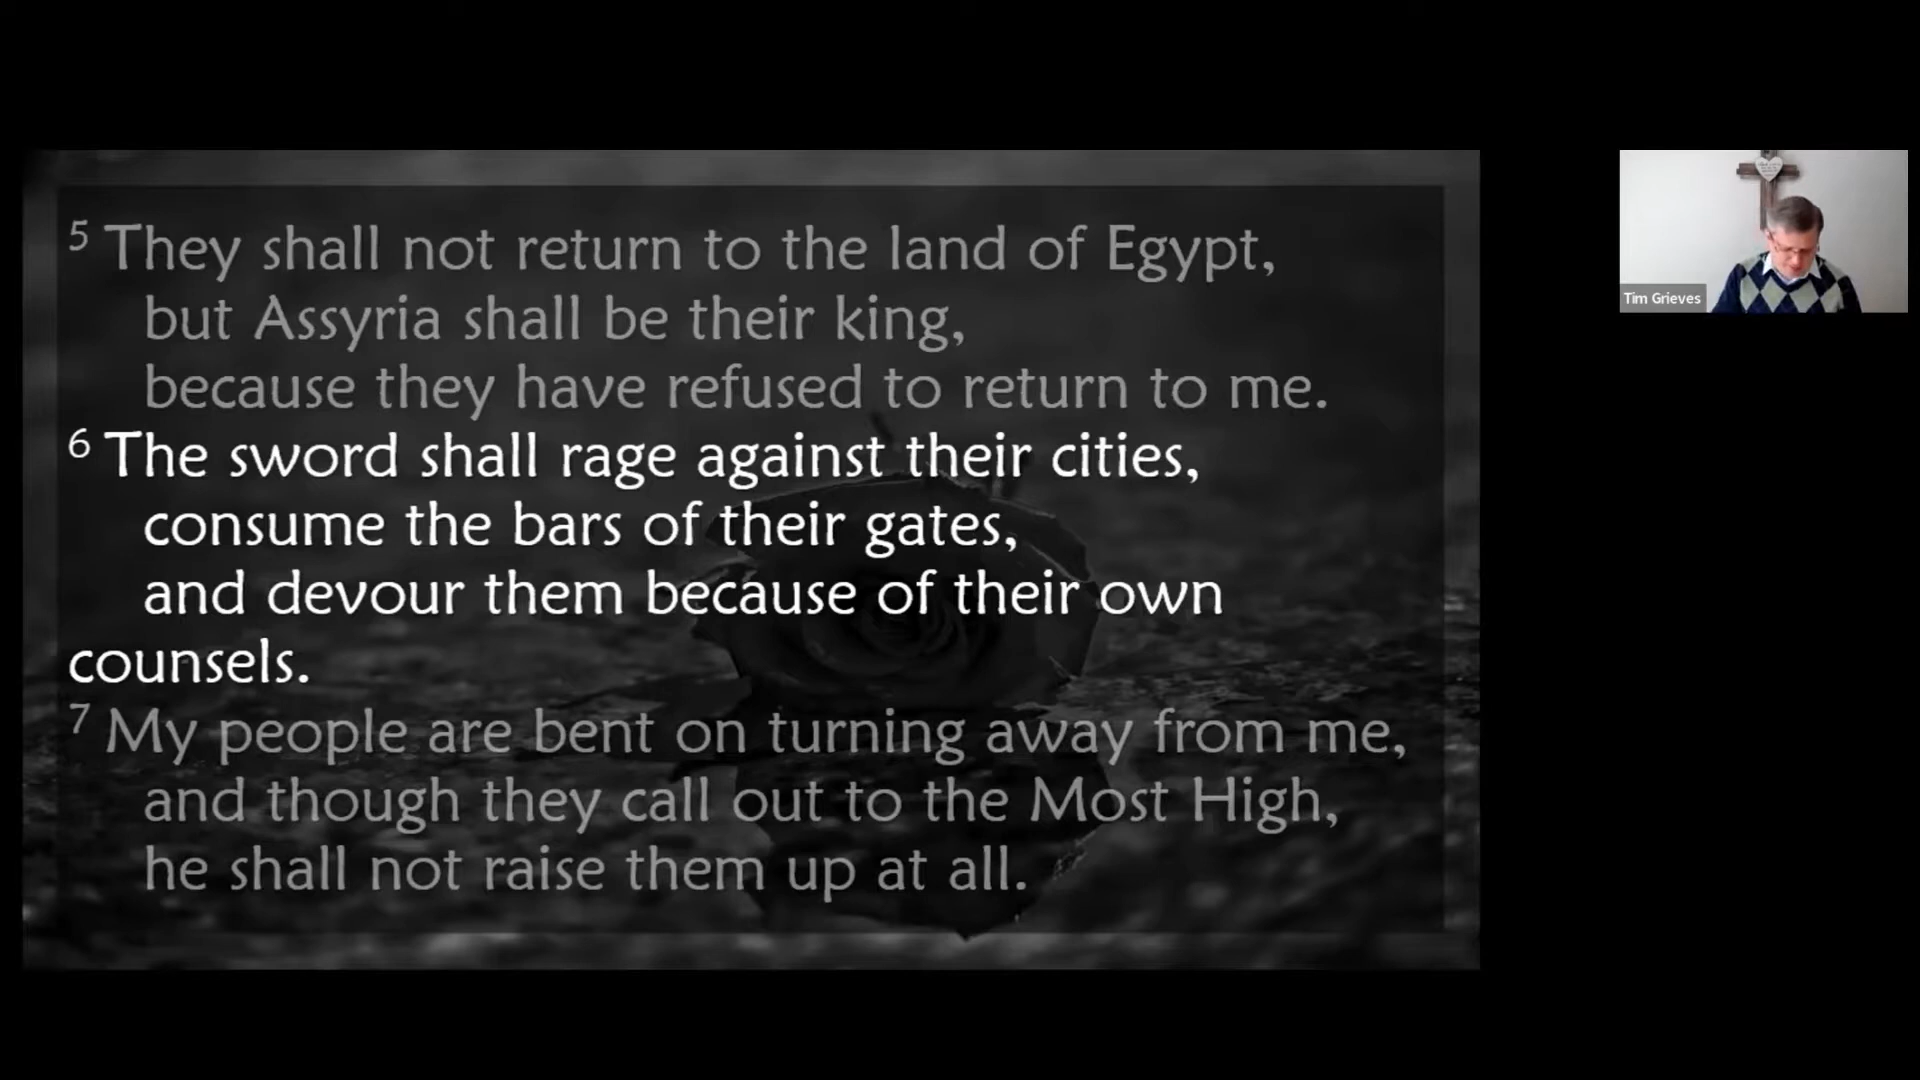 5 They shall not return to the land of Egypt,
but Assyria shall be their king,
because they have refused to return to me.
6 The sword shall rage against their cities,
consume the bars of their gates,
and devour them because of their own
counsels.
7 My people are bent on turning away from me,
and though they call out to the Most High,
he shall not raise them up at all.
Tim Grieves